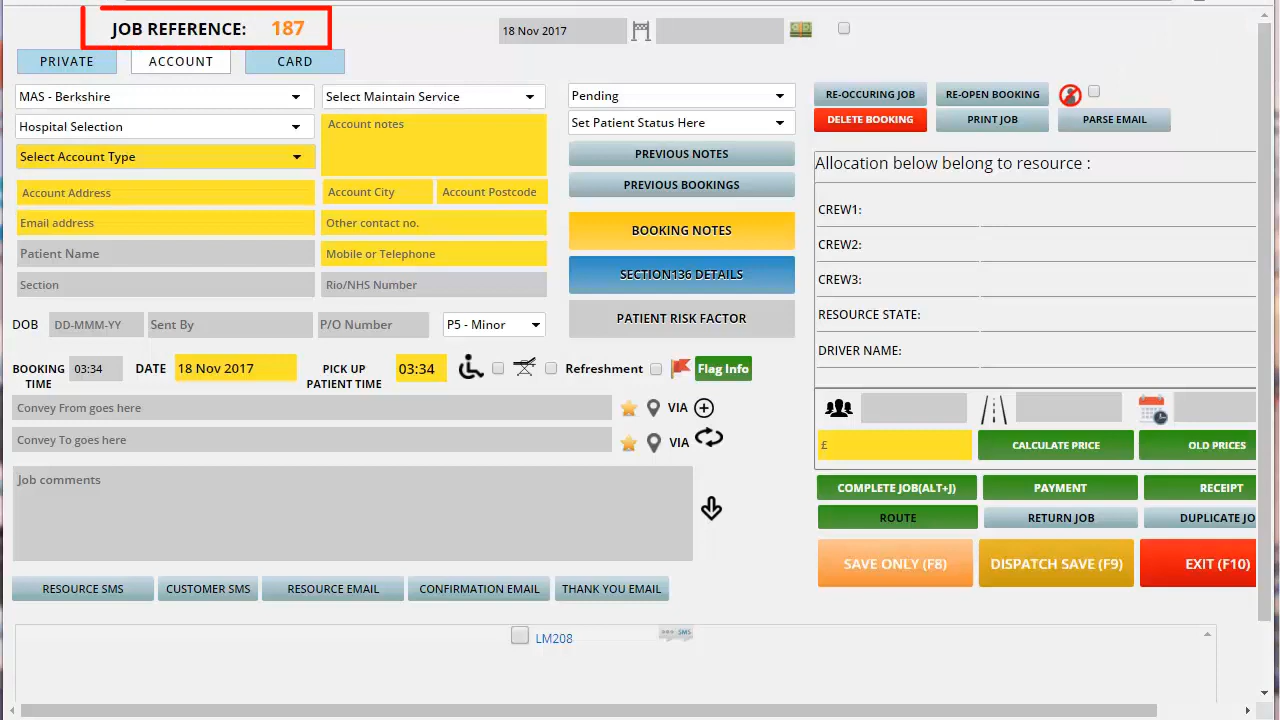 JOB REFERENCE: 187
18 Nov 2017
PRIVATE ACCOUNT CARD
MAS - Berkshire Select Maintain Service Pending
RE-OCCURING JOB RE-OPEN BOOKING
Hospital Selection Account notes Set Patient Status Here
DELETE BOOKING PRINT JOB PARSE EMAIL
Select Account Type PREVIOUS NOTES
Allocation below belong to resource :
Account Address Account City Account Postcode PREVIOUS BOOKINGS
CREW1:
Email address Other contact no. BOOKING NOTES
CREW2:
Patient Name Mobile or Telephone
Section Rio/NHS Number SECTION136 DETAILS
CREW3:
DOB DD-MMM-YY Sent By P/O Number P5 - Minor PATIENT RISK FACTOR
RESOURCE STATE:
DRIVER NAME:
BOOKING TIME 03:34 DATE 18 Nov 2017 PICK UP PATIENT TIME 03:34 Refreshment Flag Info
Convey From goes here VIA
Convey To goes here VIA
£ CALCULATE PRICE OLD PRICES
Job comments
COMPLETE JOB(ALT+J) PAYMENT RECEIPT
ROUTE RETURN JOB DUPLICATE JO
SAVE ONLY (F8) DISPATCH SAVE (F9) EXIT (F10)
RESOURCE SMS CUSTOMER SMS RESOURCE EMAIL CONFIRMATION EMAIL THANK YOU EMAIL
LM208 SMS